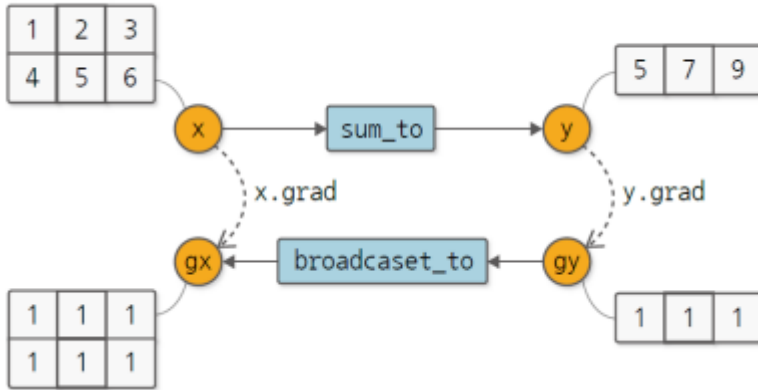 1 2 3
4 5 6
5 7 9
x sum_to y
x.grad y.grad
gx broadcaset_to gy
1 1 1
1 1 1
1 1 1